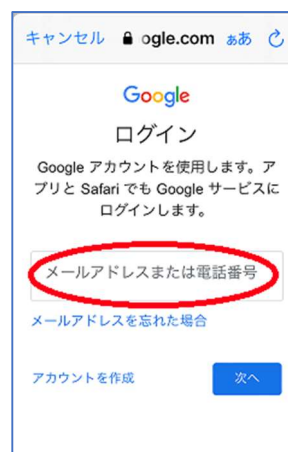 キャンセル ogle.com ああ
Google
ログイン
Google アカウントを使用します。ア
プリと Safari でも Google サービスに
ログインします。
メールアドレスまたは電話番号
メールアドレスを忘れた場合
アカウントを作成 次へ